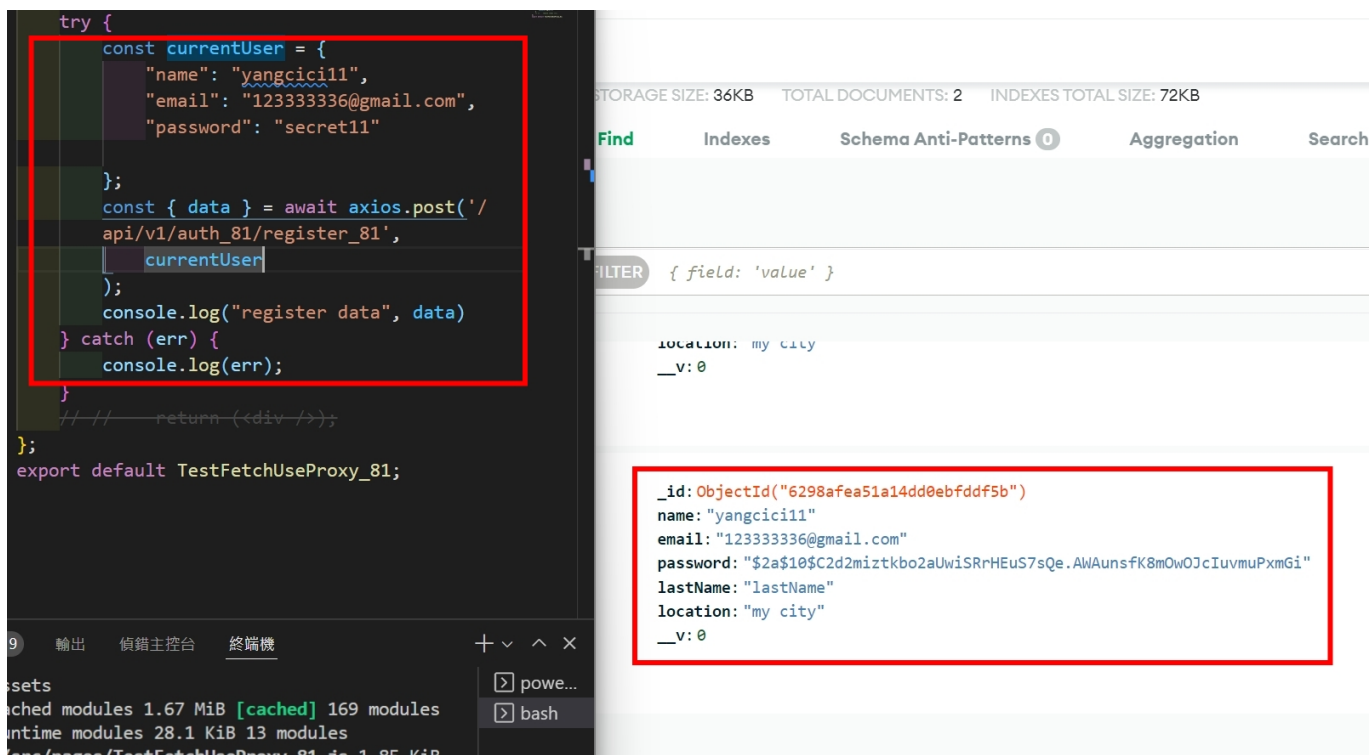 try {
const currentUser = {
"name": "yangcici11",
"email": "123333336@gmail.com",
"password": "secret11"
};
const { data } = await axios.post('/
api/v1/auth_81/register_81',
currentUser
);
console.log("register data", data)
} catch (err) {
console.log(err);
}
// // return (<div />);
};
export default TestFetchUseProxy_81;
9 輸出 偵錯主控台 終端機
ssets
ached modules 1.67 MiB [cached] 169 modules
untime modules 28.1 KiB 13 modules
powe...
bash
STORAGE SIZE: 36KB TOTAL DOCUMENTS: 2 INDEXES TOTAL SIZE: 72KB
Find Indexes Schema Anti-Patterns 0 Aggregation Search
FILTER { field: 'value' }
location: my city
__v: 0
_id: ObjectId("6298afea51a14dd0ebfddf5b")
name: "yangcici11"
email: "123333336@gmail.com"
password: "$2a$10$C2d2miztkbo2aUwiSRrHEuS7sQe.AWAunsfK8mOwOJcIuvmuPxmGi"
lastName: "lastName"
location: "my city"
__v: 0